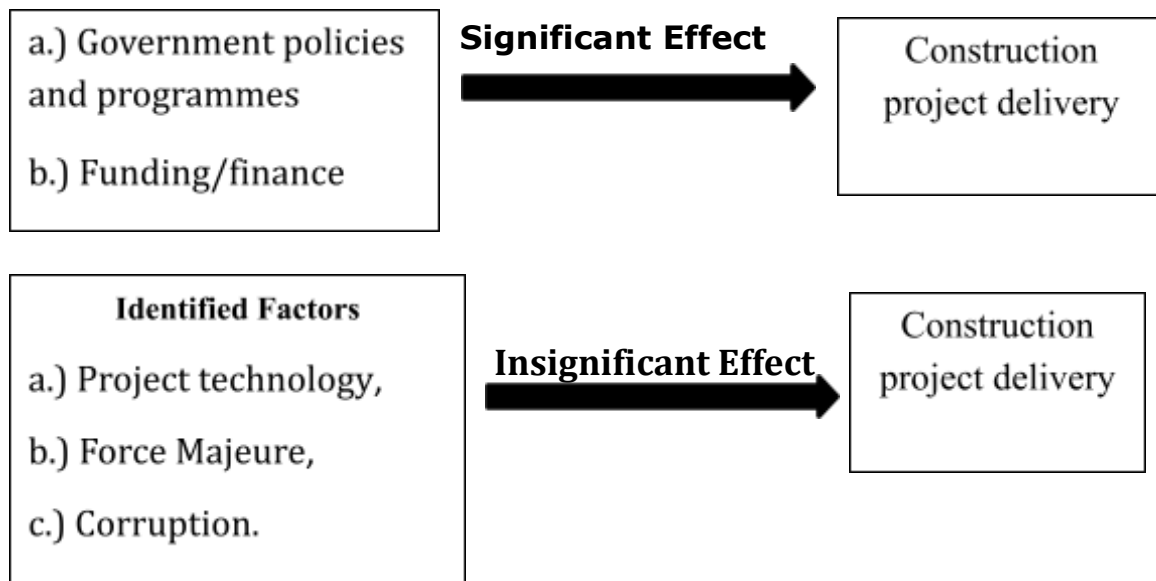 a.) Government policies
and programmes
b.) Funding/finance
Significant Effect
Construction
project delivery
Identified Factors
a.) Project technology,
b.) Force Majeure,
c.) Corruption.
Insignificant Effect
Construction
project delivery